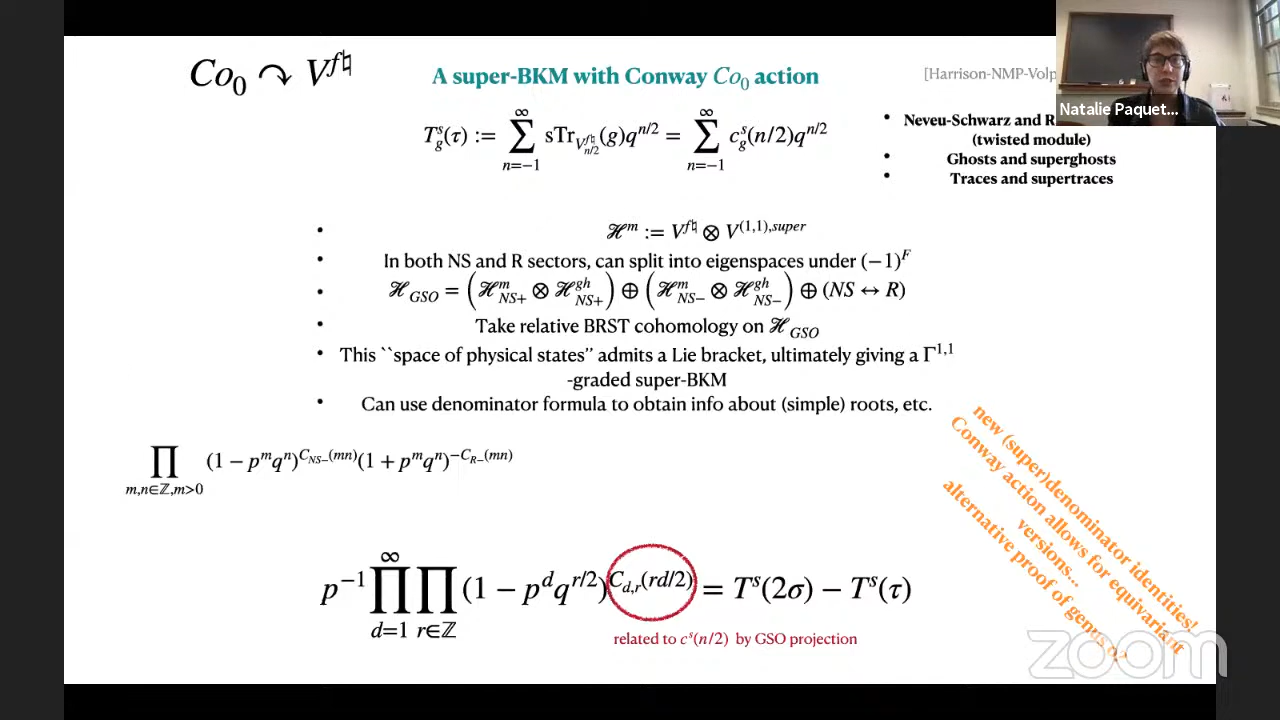 Co₀ ↷ V^{f♮}
A super-BKM with Conway Co₀ action
[Harrison-NMP-Volp
Natalie Paquet...
T_g^s(τ) := ∑_{n=-1}^{∞} sTr_{V_{n/2}^{f♮}}(g)q^{n/2} = ∑_{n=-1}^{∞} c_g^s(n/2)q^{n/2}
• Neveu-Schwarz and R
(twisted module)
• Ghosts and superghosts
• Traces and supertraces
• ℋ^m := V^{f♮} ⊗ V^{(1,1),super}
• In both NS and R sectors, can split into eigenspaces under (−1)^F
• ℋ_{GSO} = (ℋ^m_{NS+} ⊗ ℋ^{gh}_{NS+}) ⊕ (ℋ^m_{NS−} ⊗ ℋ^{gh}_{NS−}) ⊕ (NS ↔ R)
• Take relative BRST cohomology on ℋ_{GSO}
• This ``space of physical states'' admits a Lie bracket, ultimately giving a Γ^{1,1}
-graded super-BKM
• Can use denominator formula to obtain info about (simple) roots, etc.
∏_{m,n∈ℤ,m>0} (1 − p^m q^n)^{C_{NS−}(mn)}(1 + p^m q^n)^{−C_{R−}(mn)}
new (super)denominator identities!
Conway action allows for equivariant
versions...
alternative proof of genus
p^{−1} ∏_{d=1}^{∞} ∏_{r∈ℤ} (1 − p^d q^{r/2})^{C_{d,r}(rd/2)} = T^s(2σ) − T^s(τ)
related to c^s(n/2) by GSO projection
zoom